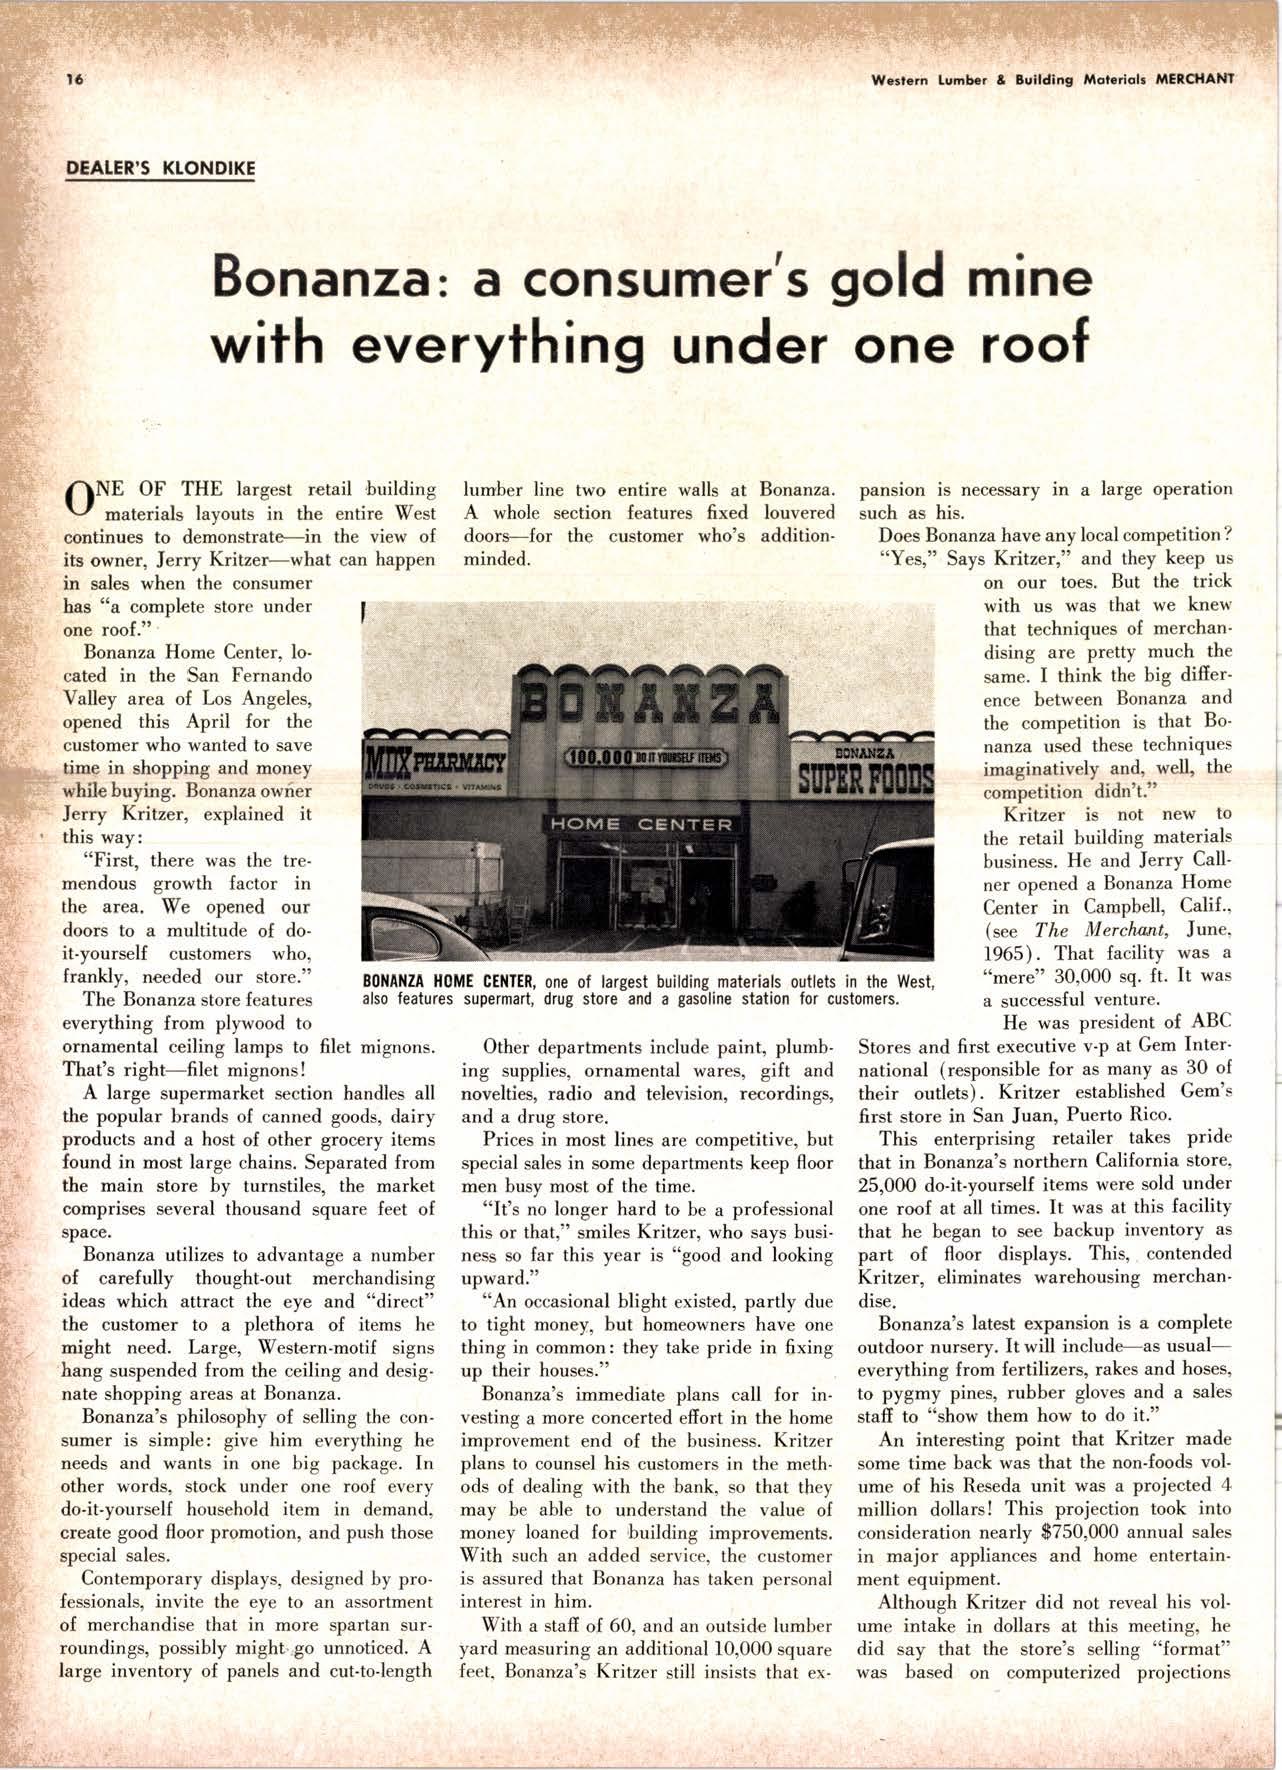 16
Western Lumber & Building Materials MERCHANT
DEALER'S KLONDIKE
Bonanza: a consumer's gold mine
with everything under one roof
ONE OF THE largest retail building
materials layouts in the entire West
continues to demonstrate—in the view of
its owner, Jerry Kritzer—what can happen
in sales when the consumer
has “a complete store under
one roof.”
Bonanza Home Center, lo-
cated in the San Fernando
Valley area of Los Angeles,
opened this April for the
customer who wanted to save
time in shopping and money
while buying. Bonanza owner
Jerry Kritzer, explained it
this way:
“First, there was the tre-
mendous growth factor in
the area. We opened our
doors to a multitude of do-
it-yourself customers who,
frankly, needed our store.”
The Bonanza store features
everything from plywood to
ornamental ceiling lamps to filet mignons.
That's right—filet mignons!
A large supermarket section handles all
the popular brands of canned goods, dairy
products and a host of other grocery items
found in most large chains. Separated from
the main store by turnstiles, the market
comprises several thousand square feet of
space.
Bonanza utilizes to advantage a number
of carefully thought-out merchandising
ideas which attract the eye and “direct”
the customer to a plethora of items he
might need. Large, Western-motif signs
hang suspended from the ceiling and desig-
nate shopping areas at Bonanza.
Bonanza's philosophy of selling the con-
sumer is simple: give him everything he
needs and wants in one big package. In
other words, stock under one roof every
do-it-yourself household item in demand,
create good floor promotion, and push those
special sales.
Contemporary displays, designed by pro-
fessionals, invite the eye to an assortment
of merchandise that in more spartan sur-
roundings, possibly might go unnoticed. A
large inventory of panels and cut-to-length
lumber line two entire walls at Bonanza.
A whole section features fixed louvered
doors—for the customer who's addition-
minded.
BONANZA
MDX PHARMACY
DRUGS • COSMETICS • VITAMINS
100,000 DO IT YOURSELF ITEMS
BONANZA
SUPER FOODS
HOME CENTER
BONANZA HOME CENTER, one of largest building materials outlets in the West,
also features supermart, drug store and a gasoline station for customers.
Other departments include paint, plumb-
ing supplies, ornamental wares, gift and
novelties, radio and television, recordings,
and a drug store.
Prices in most lines are competitive, but
special sales in some departments keep floor
men busy most of the time.
“It's no longer hard to be a professional
this or that,” smiles Kritzer, who says busi-
ness so far this year is “good and looking
upward.”
“An occasional blight existed, partly due
to tight money, but homeowners have one
thing in common: they take pride in fixing
up their houses.”
Bonanza's immediate plans call for in-
vesting a more concerted effort in the home
improvement end of the business. Kritzer
plans to counsel his customers in the meth-
ods of dealing with the bank, so that they
may be able to understand the value of
money loaned for building improvements.
With such an added service, the customer
is assured that Bonanza has taken personal
interest in him.
With a staff of 60, and an outside lumber
yard measuring an additional 10,000 square
feet, Bonanza's Kritzer still insists that ex-
pansion is necessary in a large operation
such as his.
Does Bonanza have any local competition?
“Yes,” Says Kritzer,” and they keep us
on our toes. But the trick
with us was that we knew
that techniques of merchan-
dising are pretty much the
same. I think the big differ-
ence between Bonanza and
the competition is that Bo-
nanza used these techniques
imaginatively and, well, the
competition didn't.”
Kritzer is not new to
the retail building materials
business. He and Jerry Call-
ner opened a Bonanza Home
Center in Campbell, Calif.,
(see The Merchant, June,
1965). That facility was a
“mere” 30,000 sq. ft. It was
a successful venture.
He was president of ABC
Stores and first executive v-p at Gem Inter-
national (responsible for as many as 30 of
their outlets). Kritzer established Gem's
first store in San Juan, Puerto Rico.
This enterprising retailer takes pride
that in Bonanza's northern California store,
25,000 do-it-yourself items were sold under
one roof at all times. It was at this facility
that he began to see backup inventory as
part of floor displays. This, contended
Kritzer, eliminates warehousing merchan-
dise.
Bonanza's latest expansion is a complete
outdoor nursery. It will include—as usual—
everything from fertilizers, rakes and hoses,
to pygmy pines, rubber gloves and a sales
staff to “show them how to do it.”
An interesting point that Kritzer made
some time back was that the non-foods vol-
ume of his Reseda unit was a projected 4
million dollars! This projection took into
consideration nearly $750,000 annual sales
in major appliances and home entertain-
ment equipment.
Although Kritzer did not reveal his vol-
ume intake in dollars at this meeting, he
did say that the store's selling “format”
was based on computerized projections